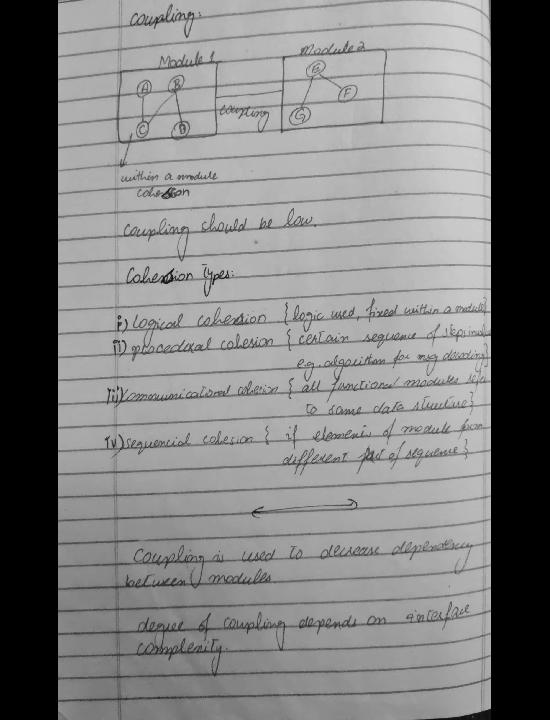 Coupling:
Module 1
Module 2
A
B
C
D
E
F
G
coupling
within a module
cohesion
Coupling should be low.
Cohesion Types:
i) logical cohesion { logic used, fixed within a module}
ii) procedural cohesion { certain sequence of steps
e.g. algorithm for msg decoding}
iii) communicational cohesion { all functional modules
to same data structure}
iv) sequencial cohesion { if elements of module form
different part of sequence}
Coupling is used to decrease dependency
between modules
degree of coupling depends on interface
complexity.